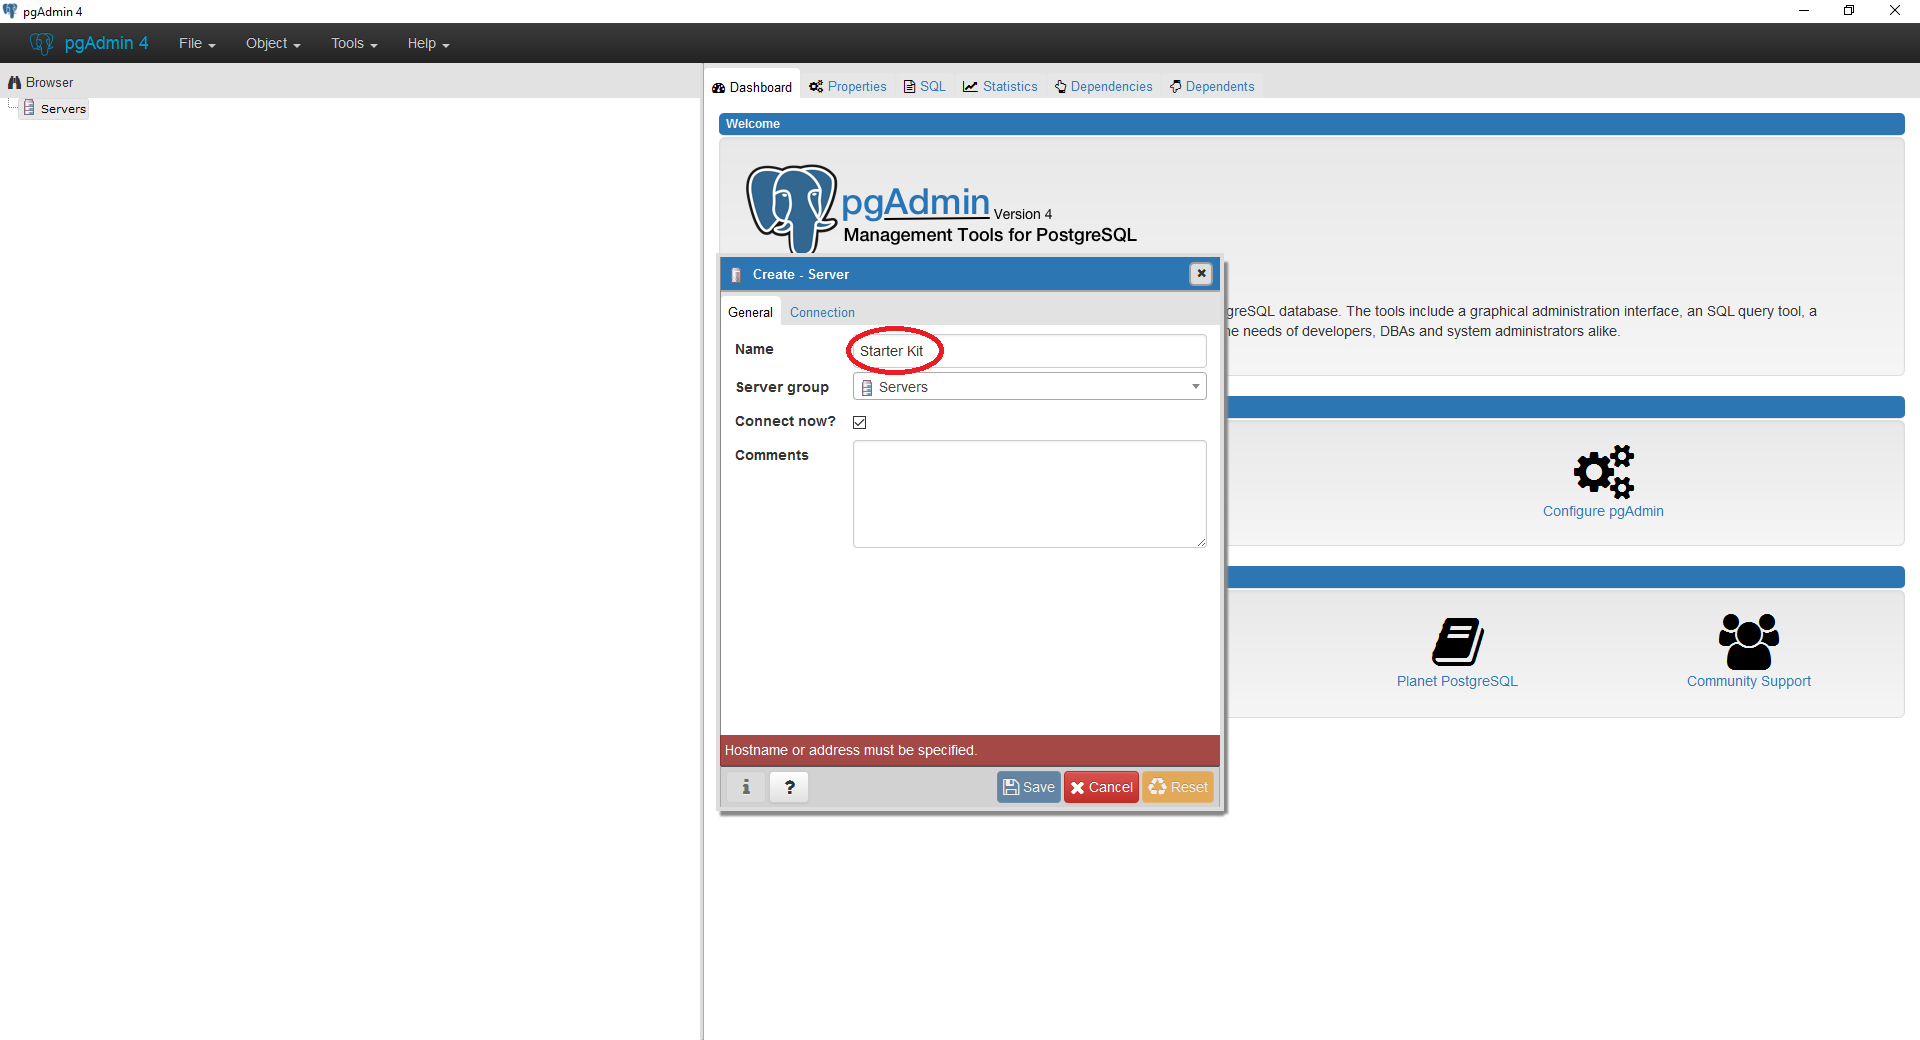 pgAdmin 4
pgAdmin 4 File Object Tools Help
Browser
Servers
Dashboard Properties SQL Statistics Dependencies Dependents
Welcome
pgAdmin Version 4
Management Tools for PostgreSQL
greSQL database. The tools include a graphical administration interface, an SQL query tool, a
needs of developers, DBAs and system administrators alike.
Create - Server
General Connection
Name Starter Kit
Server group Servers
Connect now?
Comments
Hostname or address must be specified.
i ? Save Cancel Reset
Configure pgAdmin
Planet PostgreSQL
Community Support